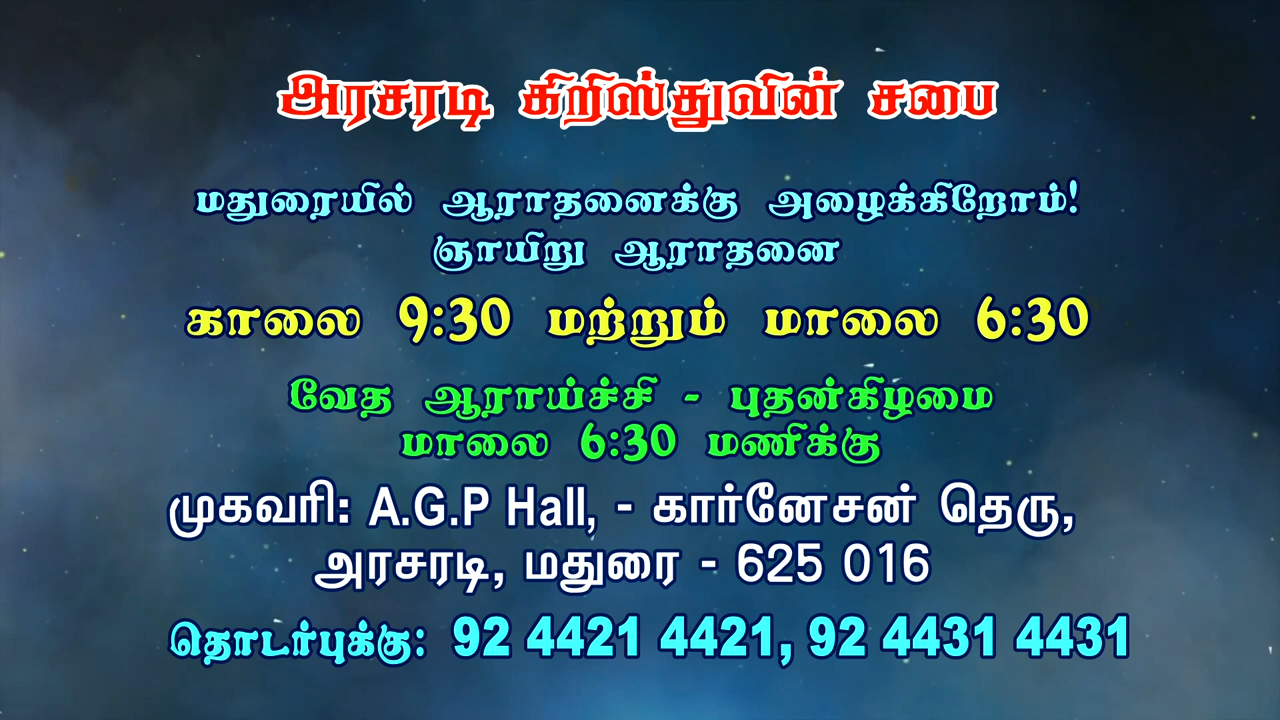 அரசரடி கிறிஸ்துவின் சபை
மதுரையில் ஆராதனைக்கு அழைக்கிறோம்!
ஞாயிறு ஆராதனை
காலை 9:30 மற்றும் மாலை 6:30
வேத ஆராய்ச்சி - புதன்கிழமை
மாலை 6:30 மணிக்கு
முகவரி: A.G.P Hall, - கார்னேசன் தெரு,
அரசரடி, மதுரை - 625 016
தொடர்புக்கு: 92 4421 4421, 92 4431 4431